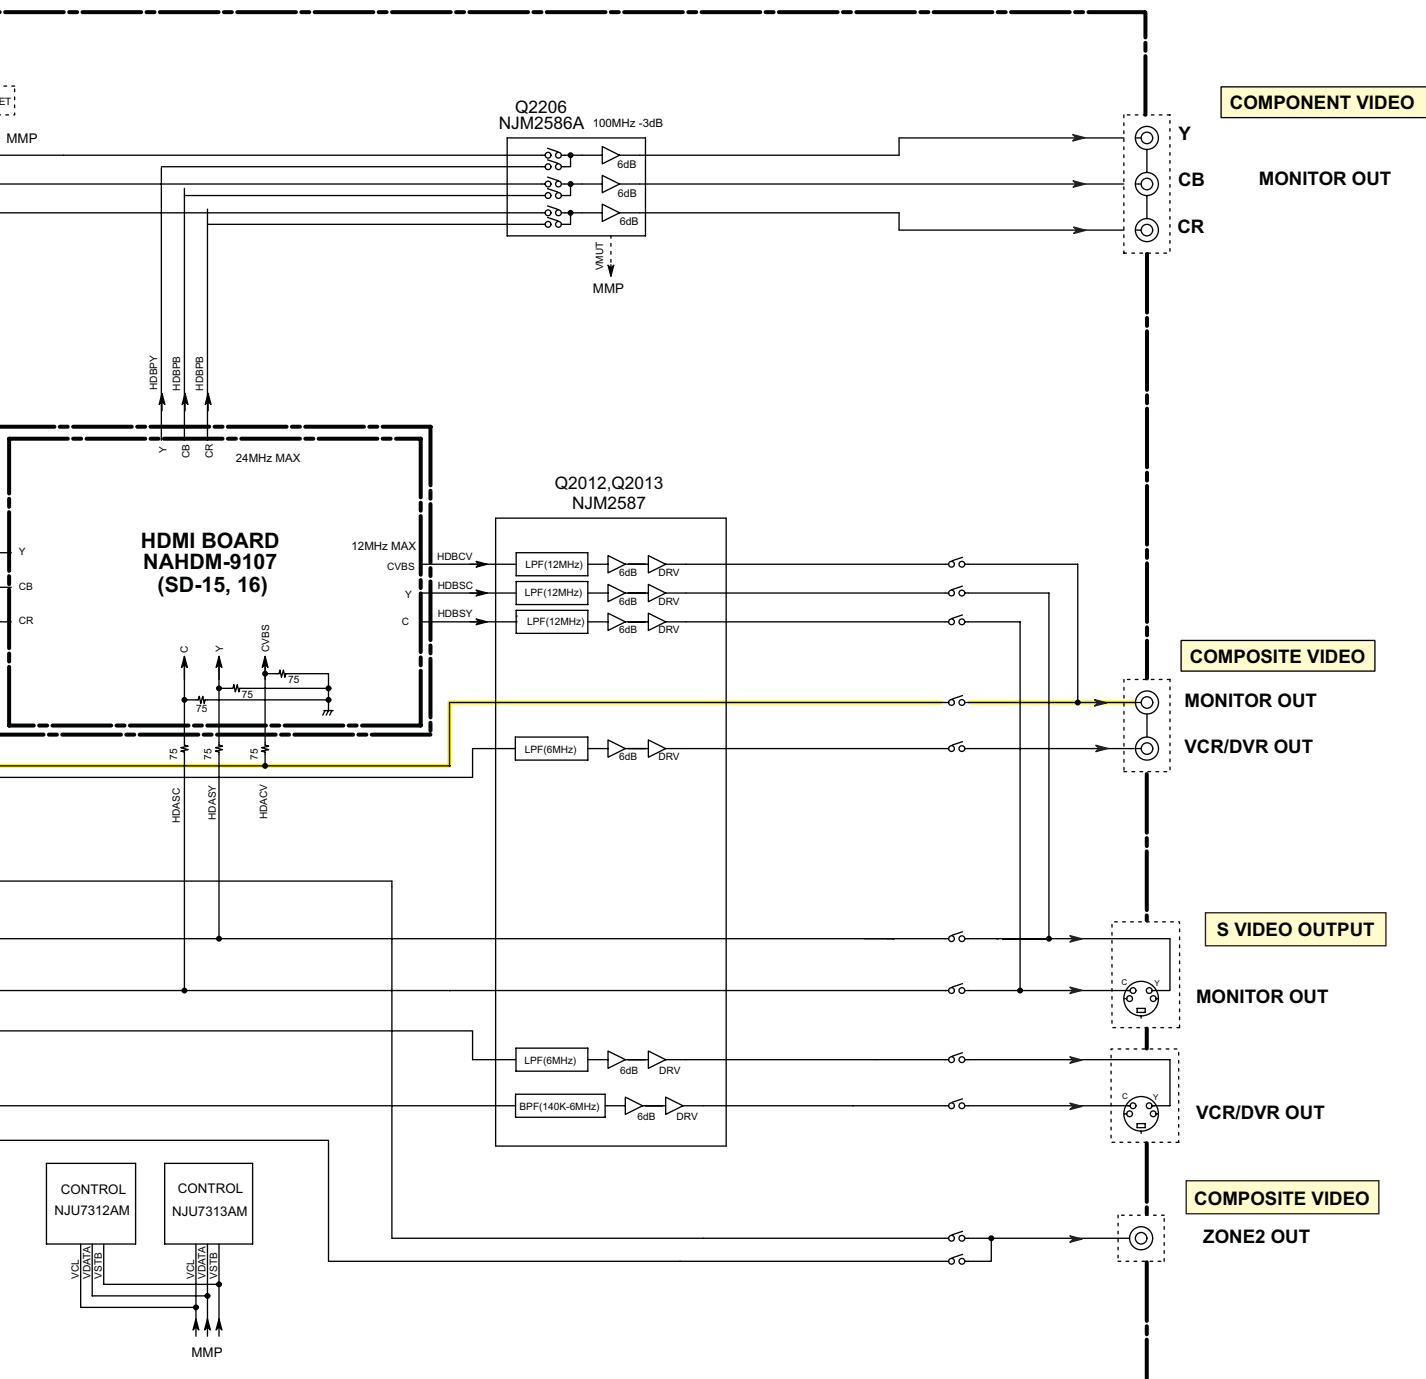 ET
MMP
Q2206
NJM2586A 100MHz -3dB
6dB
6dB
6dB
VMUT
MMP
COMPONENT VIDEO
Y
CB
MONITOR OUT
CR
HDBPY
HDBPB
HDBPB
Y
CB
CR
24MHz MAX
HDMI BOARD
NAHDM-9107
(SD-15, 16)
Y
CB
CR
12MHz MAX
CVBS
Y
C
HDBCV
HDBSC
HDBSY
C
Y
CVBS
75
75
75
75
75
75
HDASC
HDASY
HDACV
Q2012,Q2013
NJM2587
LPF(12MHz)
6dB
DRV
LPF(12MHz)
6dB
DRV
LPF(12MHz)
6dB
DRV
LPF(6MHz)
6dB
DRV
LPF(6MHz)
6dB
DRV
BPF(140K-6MHz)
6dB
DRV
COMPOSITE VIDEO
MONITOR OUT
VCR/DVR OUT
S VIDEO OUTPUT
C Y
MONITOR OUT
C Y
VCR/DVR OUT
COMPOSITE VIDEO
ZONE2 OUT
CONTROL
NJU7312AM
VCL
VDATA
VSTB
CONTROL
NJU7313AM
VCL
VDATA
VSTB
MMP